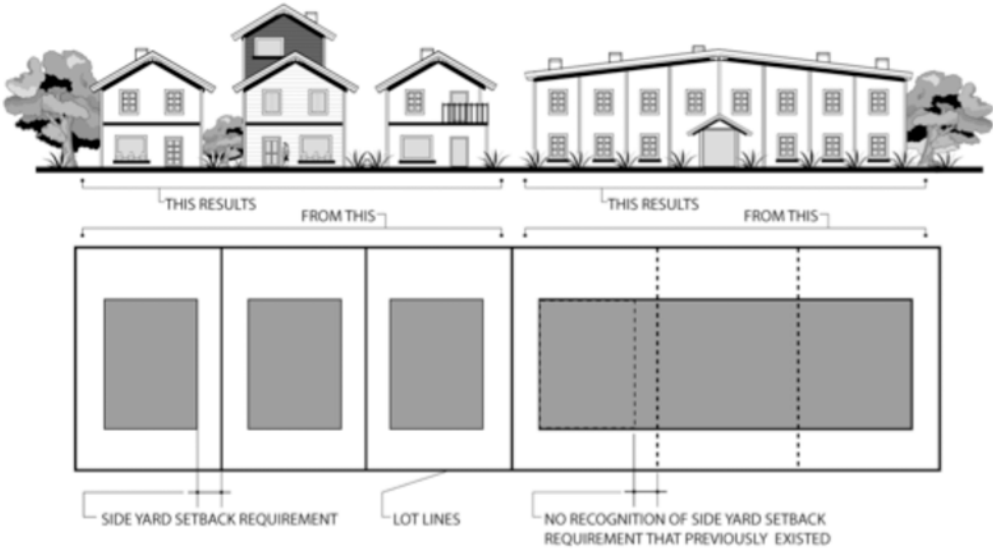 THIS RESULTS
FROM THIS
THIS RESULTS
FROM THIS
SIDE YARD SETBACK REQUIREMENT
LOT LINES
NO RECOGNITION OF SIDE YARD SETBACK
REQUIREMENT THAT PREVIOUSLY EXISTED